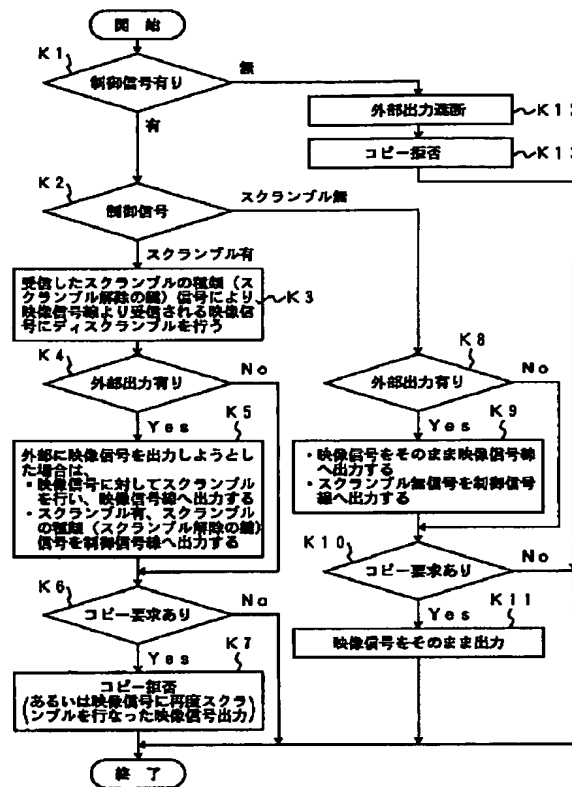 開 始
K1
制御信号有り
無
有
外部出力遮断
K12
コピー拒否
K13
K2
制御信号
スクランブル無
スクランブル有
受信したスクランブルの種類(ス
クランブル解除の鍵)信号により
映像信号線より受信される映像信
号にディスクランブルを行う
K3
K4
外部出力有り
No
Yes
K5
外部に映像信号を出力しようとし
た場合は、
・映像信号に対してスクランブル
を行い、映像信号線へ出力する
・スクランブル有、スクランブル
の種類(スクランブル解除の鍵)
信号を制御信号線へ出力する
K6
コピー要求あり
No
Yes
K7
コピー拒否
(あるいは映像信号に再度スクラ
ンブルを行なった映像信号出力)
K8
外部出力有り
No
Yes
K9
・映像信号をそのまま映像信号線
へ出力する
・スクランブル無信号を制御信号
線へ出力する
K10
コピー要求あり
No
Yes
K11
映像信号をそのまま出力
終 了